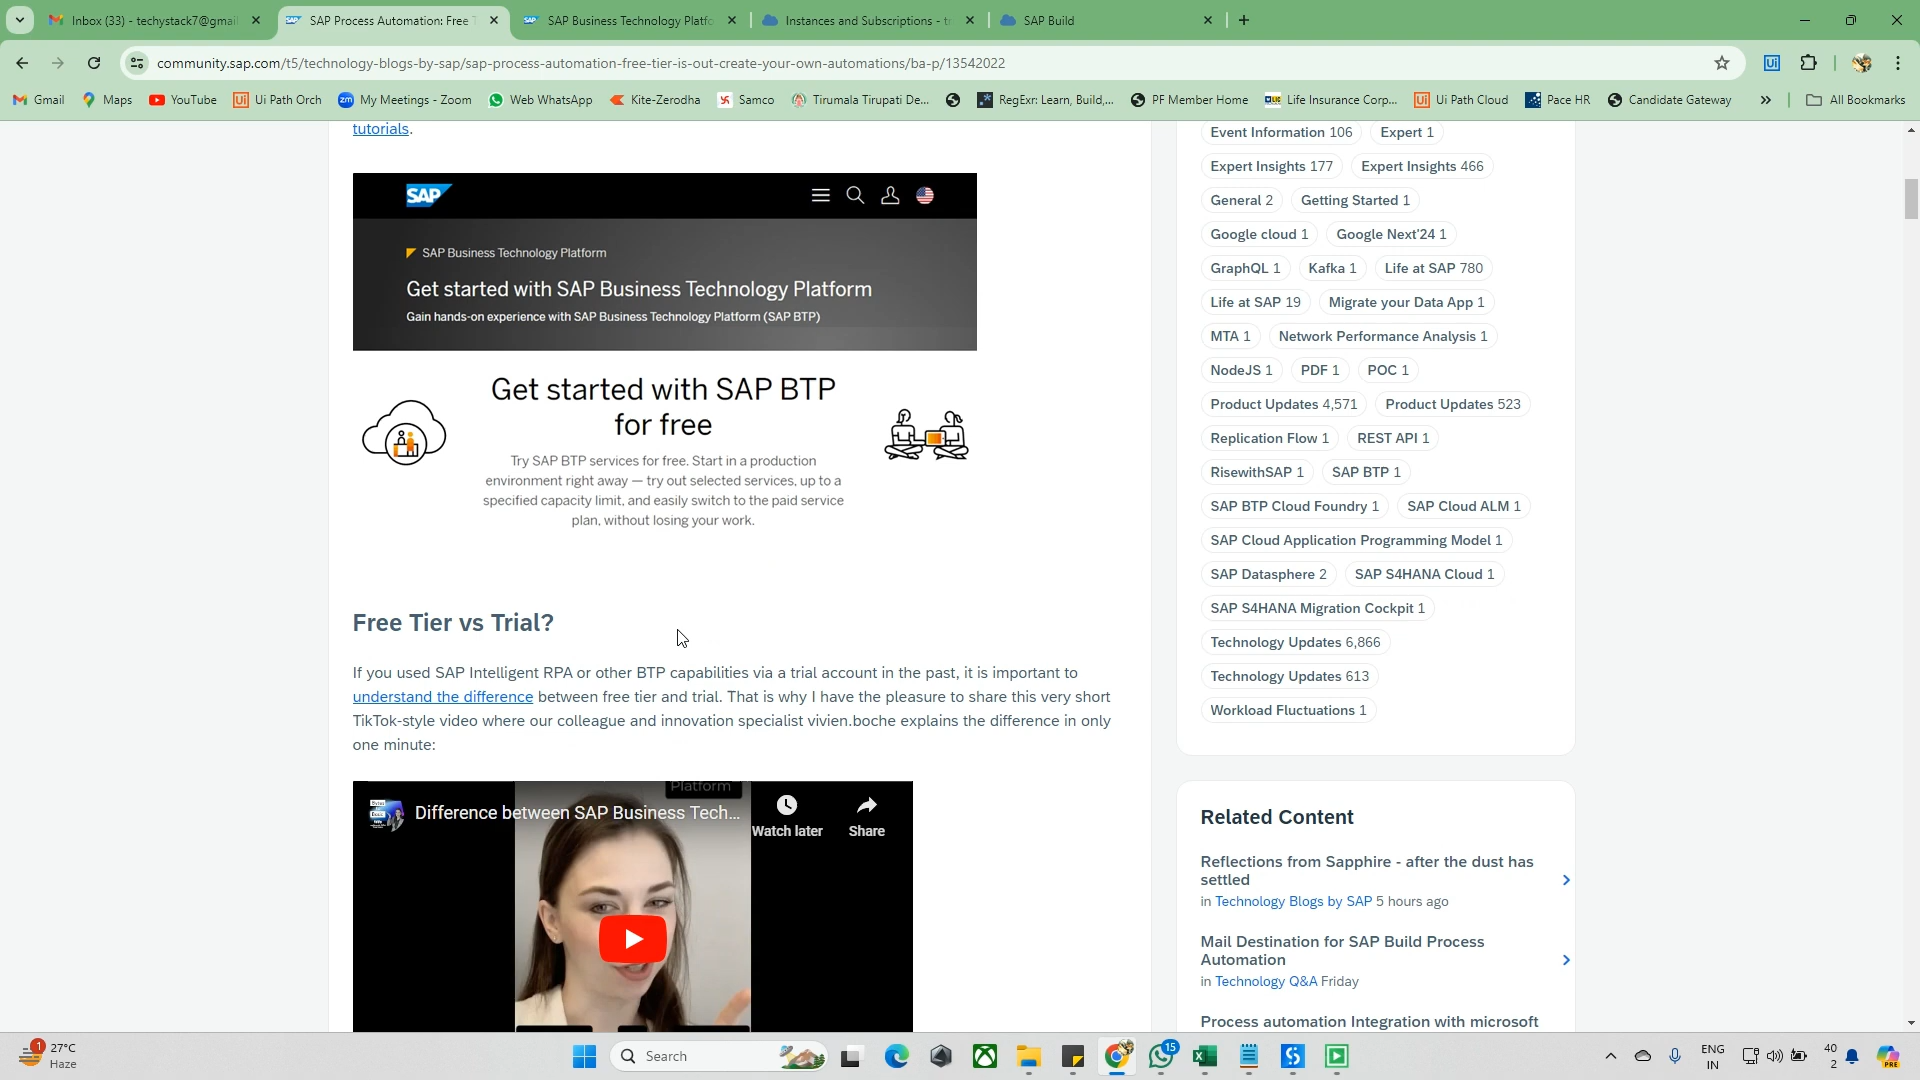 Inbox (33) - techystack7@gmai
SAP Process Automation: Free T
SAP Business Technology Platfo
Instances and Subscriptions - tr
SAP Build
community.sap.com/t5/technology-blogs-by-sap/sap-process-automation-free-tier-is-out-create-your-own-automations/ba-p/13542022
Gmail
Maps
YouTube
Ui Path Orch
My Meetings - Zoom
Web WhatsApp
Kite-Zerodha
Samco
Tirumala Tirupati De...
RegExr: Learn, Build,...
PF Member Home
Life Insurance Corp...
Ui Path Cloud
Pace HR
Candidate Gateway
All Bookmarks
tutorials.
SAP
SAP Business Technology Platform
Get started with SAP Business Technology Platform
Gain hands-on experience with SAP Business Technology Platform (SAP BTP)
Get started with SAP BTP
for free
Try SAP BTP services for free. Start in a production
environment right away — try out selected services, up to a
specified capacity limit, and easily switch to the paid service
plan, without losing your work.
Free Tier vs Trial?
If you used SAP Intelligent RPA or other BTP capabilities via a trial account in the past, it is important to
understand the difference between free tier and trial. That is why I have the pleasure to share this very short
TikTok-style video where our colleague and innovation specialist vivien.boche explains the difference in only
one minute:
Platform
Difference between SAP Business Tech...
Watch later
Share
Event Information 106 Expert 1
Expert Insights 177 Expert Insights 466
General 2 Getting Started 1
Google cloud 1 Google Next'24 1
GraphQL 1 Kafka 1 Life at SAP 780
Life at SAP 19 Migrate your Data App 1
MTA 1 Network Performance Analysis 1
NodeJS 1 PDF 1 POC 1
Product Updates 4,571 Product Updates 523
Replication Flow 1 REST API 1
RisewithSAP 1 SAP BTP 1
SAP BTP Cloud Foundry 1 SAP Cloud ALM 1
SAP Cloud Application Programming Model 1
SAP Datasphere 2 SAP S4HANA Cloud 1
SAP S4HANA Migration Cockpit 1
Technology Updates 6,866
Technology Updates 613
Workload Fluctuations 1
Related Content
Reflections from Sapphire - after the dust has
settled
in Technology Blogs by SAP 5 hours ago
Mail Destination for SAP Build Process
Automation
in Technology Q&A Friday
Process automation Integration with microsoft
1
27°C
Haze
Search
15
ENG
IN
40
2
PRE